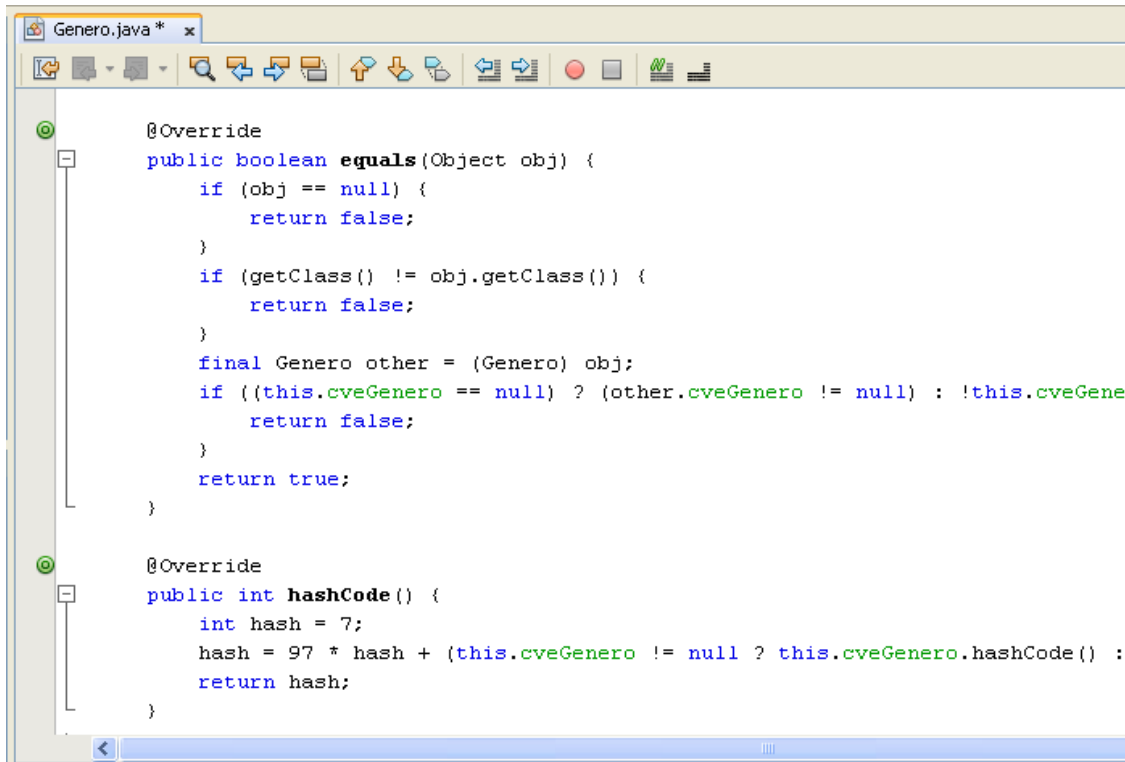 Genero.java * x
@Override
public boolean equals(Object obj) {
if (obj == null) {
return false;
}
if (getClass() != obj.getClass()) {
return false;
}
final Genero other = (Genero) obj;
if ((this.cveGenero == null) ? (other.cveGenero != null) : !this.cveGene
return false;
}
return true;
}
@Override
public int hashCode() {
int hash = 7;
hash = 97 * hash + (this.cveGenero != null ? this.cveGenero.hashCode() :
return hash;
}